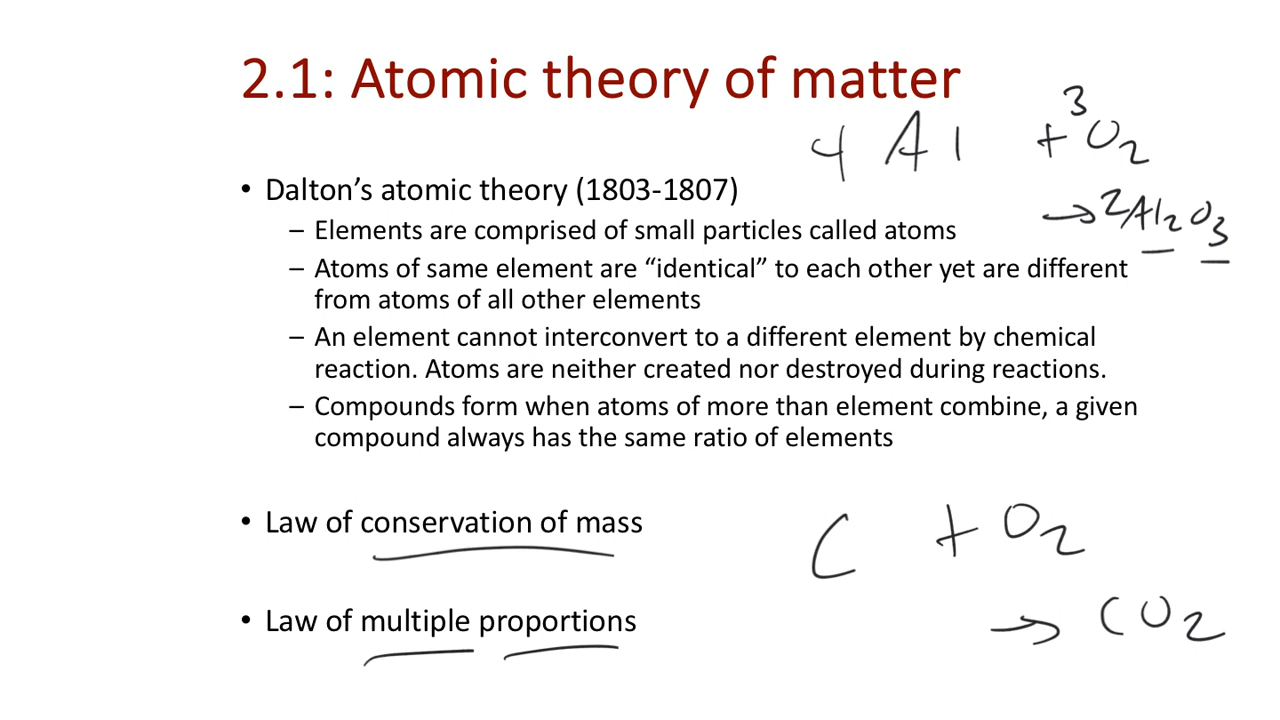 2.1: Atomic theory of matter
4 Al + 3 O2
→ 2Al2O3
• Dalton’s atomic theory (1803-1807)
– Elements are comprised of small particles called atoms
– Atoms of same element are “identical” to each other yet are different
from atoms of all other elements
– An element cannot interconvert to a different element by chemical
reaction. Atoms are neither created nor destroyed during reactions.
– Compounds form when atoms of more than element combine, a given
compound always has the same ratio of elements
• Law of conservation of mass
C + O2
→ CO2
• Law of multiple proportions